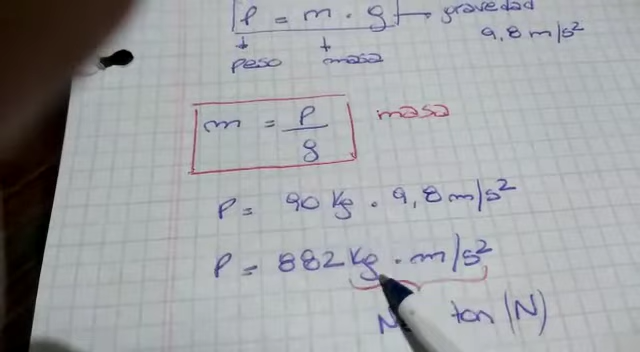 P = m . g → gravedad
9,8 m/s²
peso masa
m = P/g masa
P = 90 Kg . 9,8 m/s²
P = 882 Kg . m/s²
ton (N)